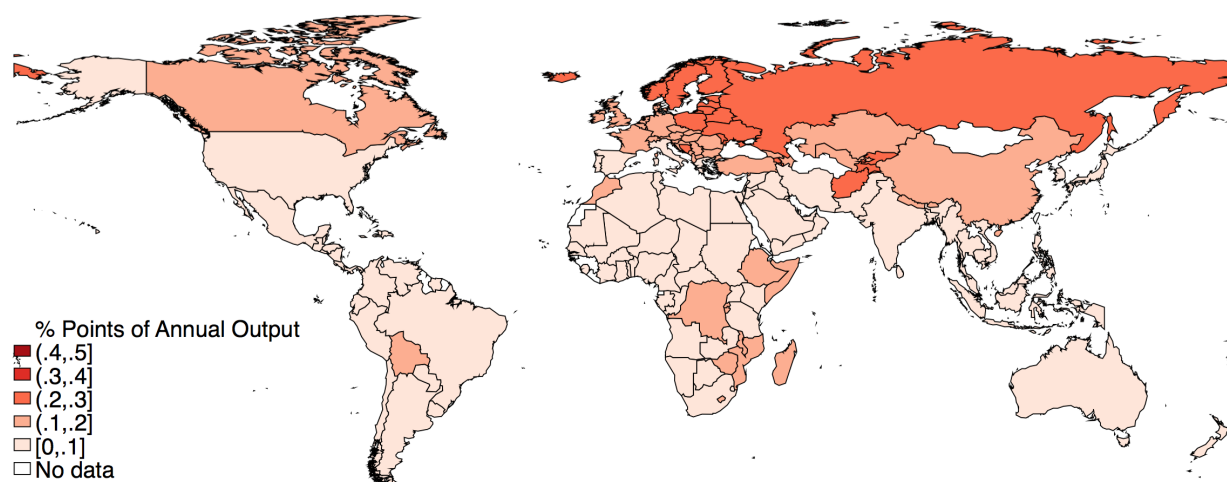 % Points of Annual Output
(.4,.5]
(.3,.4]
(.2,.3]
(.1,.2]
[0,.1]
No data